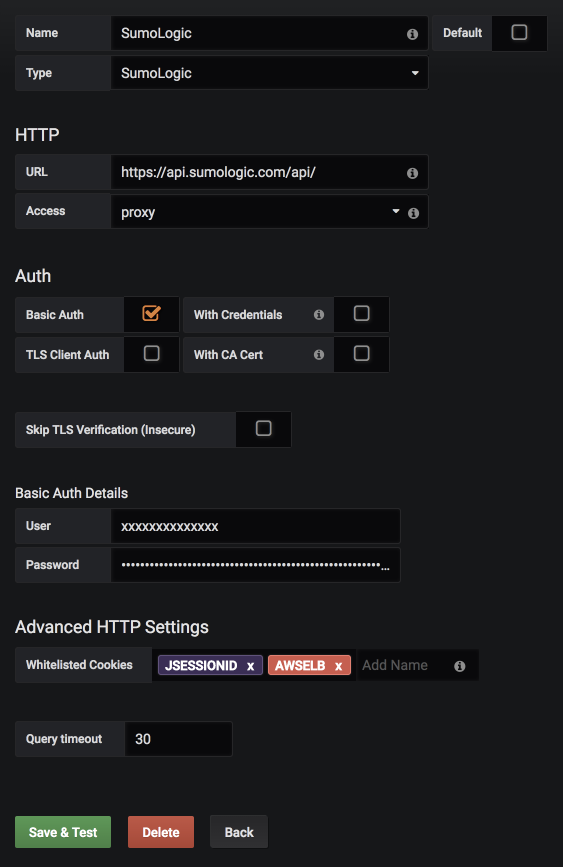 Name SumoLogic Default
Type SumoLogic
HTTP
URL https://api.sumologic.com/api/
Access proxy
Auth
Basic Auth With Credentials
TLS Client Auth With CA Cert
Skip TLS Verification (Insecure)
Basic Auth Details
User xxxxxxxxxxxxxx
Password ••••••••••••••••••••••••••••••••••••••••••••••••••••...
Advanced HTTP Settings
Whitelisted Cookies JSESSIONID x AWSELB x Add Name
Query timeout 30
Save & Test Delete Back